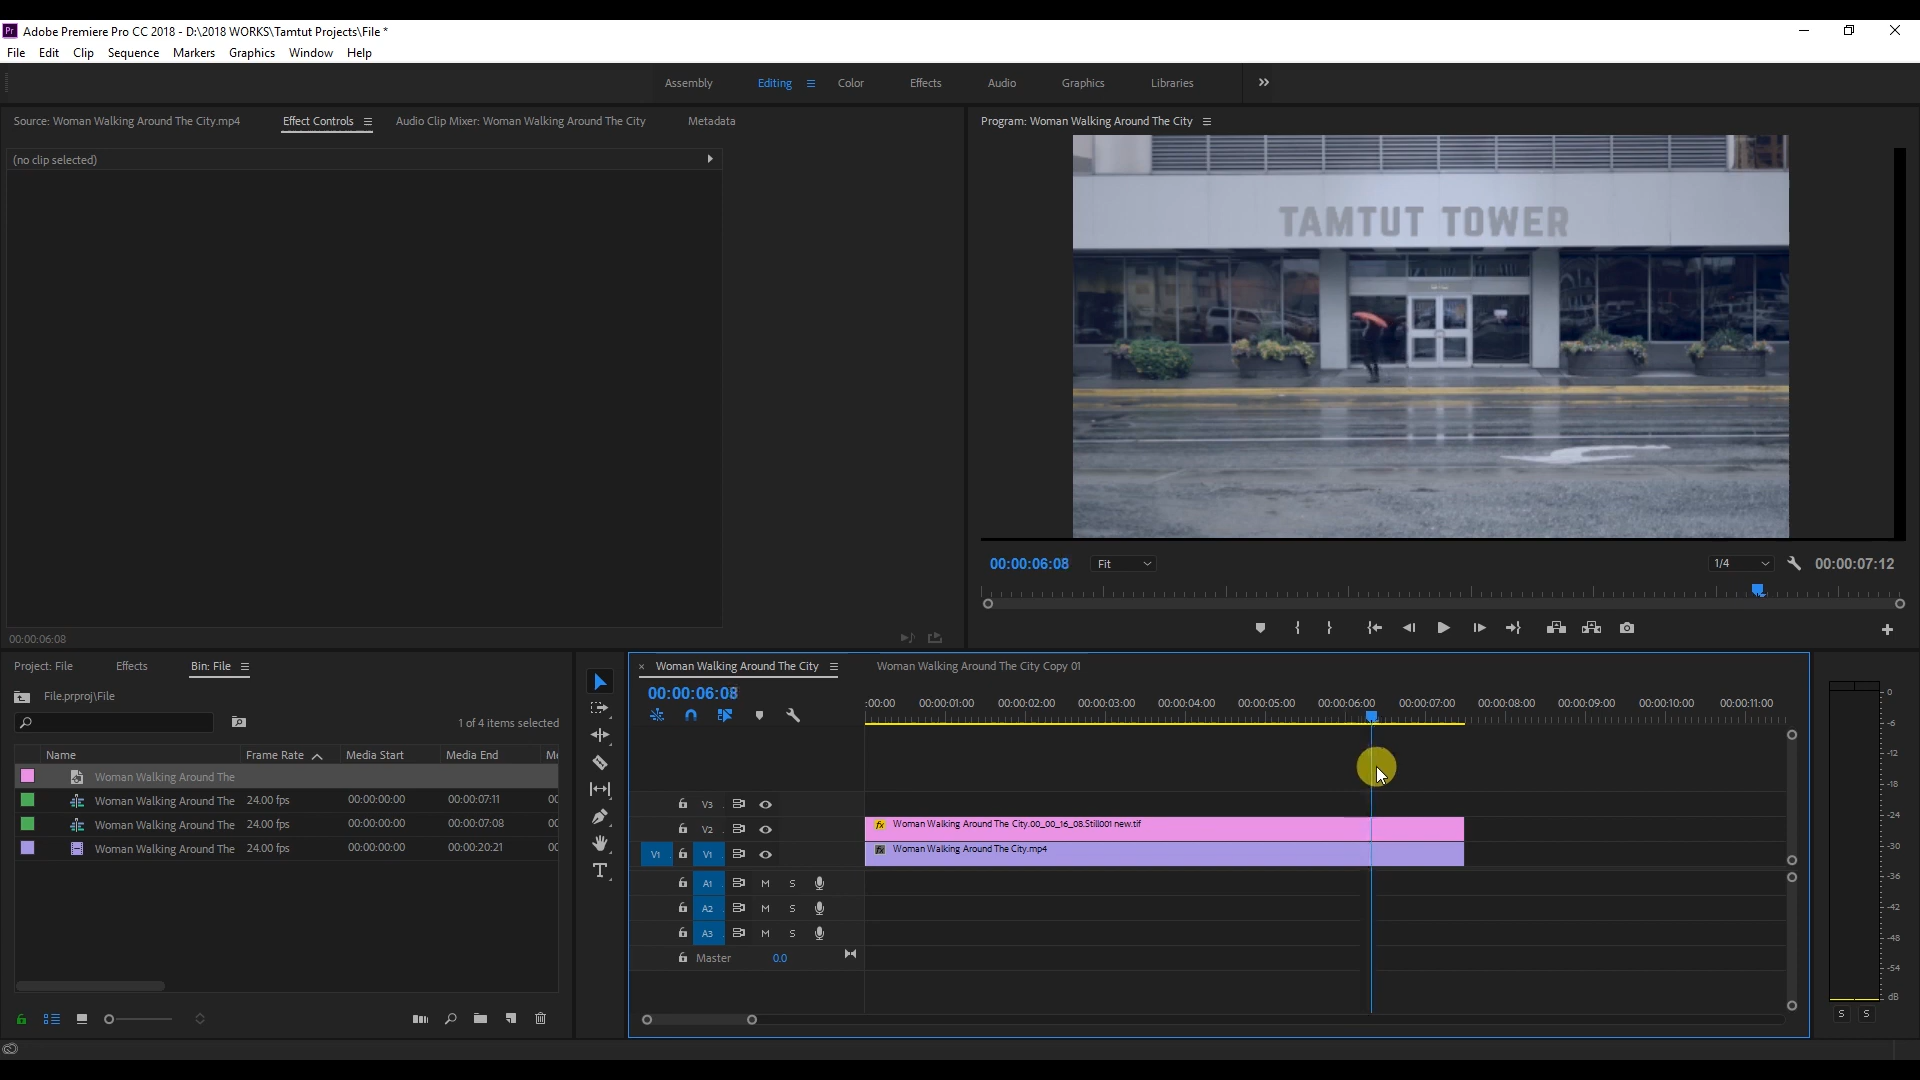 Adobe Premiere Pro CC 2018 - D:\2018 WORKS\Tamtut Projects\File *
File Edit Clip Sequence Markers Graphics Window Help
Assembly Editing Color Effects Audio Graphics Libraries
Source: Woman Walking Around The City.mp4 Effect Controls Audio Clip Mixer: Woman Walking Around The City Metadata
(no clip selected)
00:00:06:08
Program: Woman Walking Around The City
TAMTUT TOWER
00:00:06:08 Fit 1/4 00:00:07:12
Project: File Effects Bin: File
File.prproj\File
1 of 4 items selected
Name Frame Rate Media Start Media End
Woman Walking Around The
Woman Walking Around The 24.00 fps 00:00:00:00 00:00:07:11 00
Woman Walking Around The 24.00 fps 00:00:00:00 00:00:07:08 00
Woman Walking Around The 24.00 fps 00:00:00:00 00:00:20:21 00
Woman Walking Around The City Woman Walking Around The City Copy 01
00:00:06:08
:00:00 00:00:01:00 00:00:02:00 00:00:03:00 00:00:04:00 00:00:05:00 00:00:06:00 00:00:07:00 00:00:08:00 00:00:09:00 00:00:10:00 00:00:11:00
V3
V2 Woman Walking Around The City.00_00_16_08.Still001 new.tif
V1 V1 Woman Walking Around The City.mp4
A1 M S
A2 M S
A3 M S
Master 0.0
0
-6
-12
-18
-24
-30
-36
-42
-48
-54
dB
S S